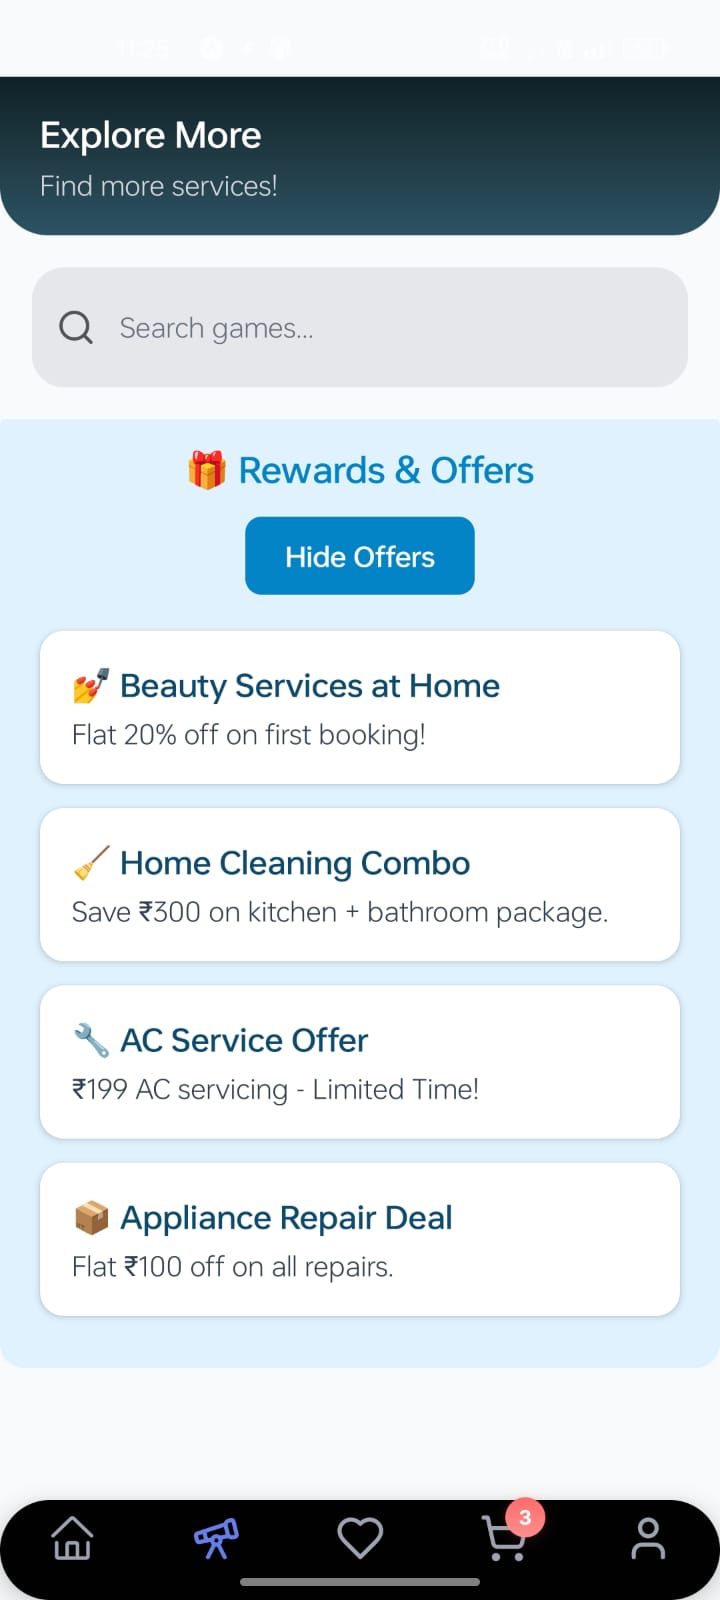 11:25
Explore More
Find more services!
Search games...
Rewards & Offers
Hide Offers
Beauty Services at Home
Flat 20% off on first booking!
Home Cleaning Combo
Save ₹300 on kitchen + bathroom package.
AC Service Offer
₹199 AC servicing - Limited Time!
Appliance Repair Deal
Flat ₹100 off on all repairs.
3